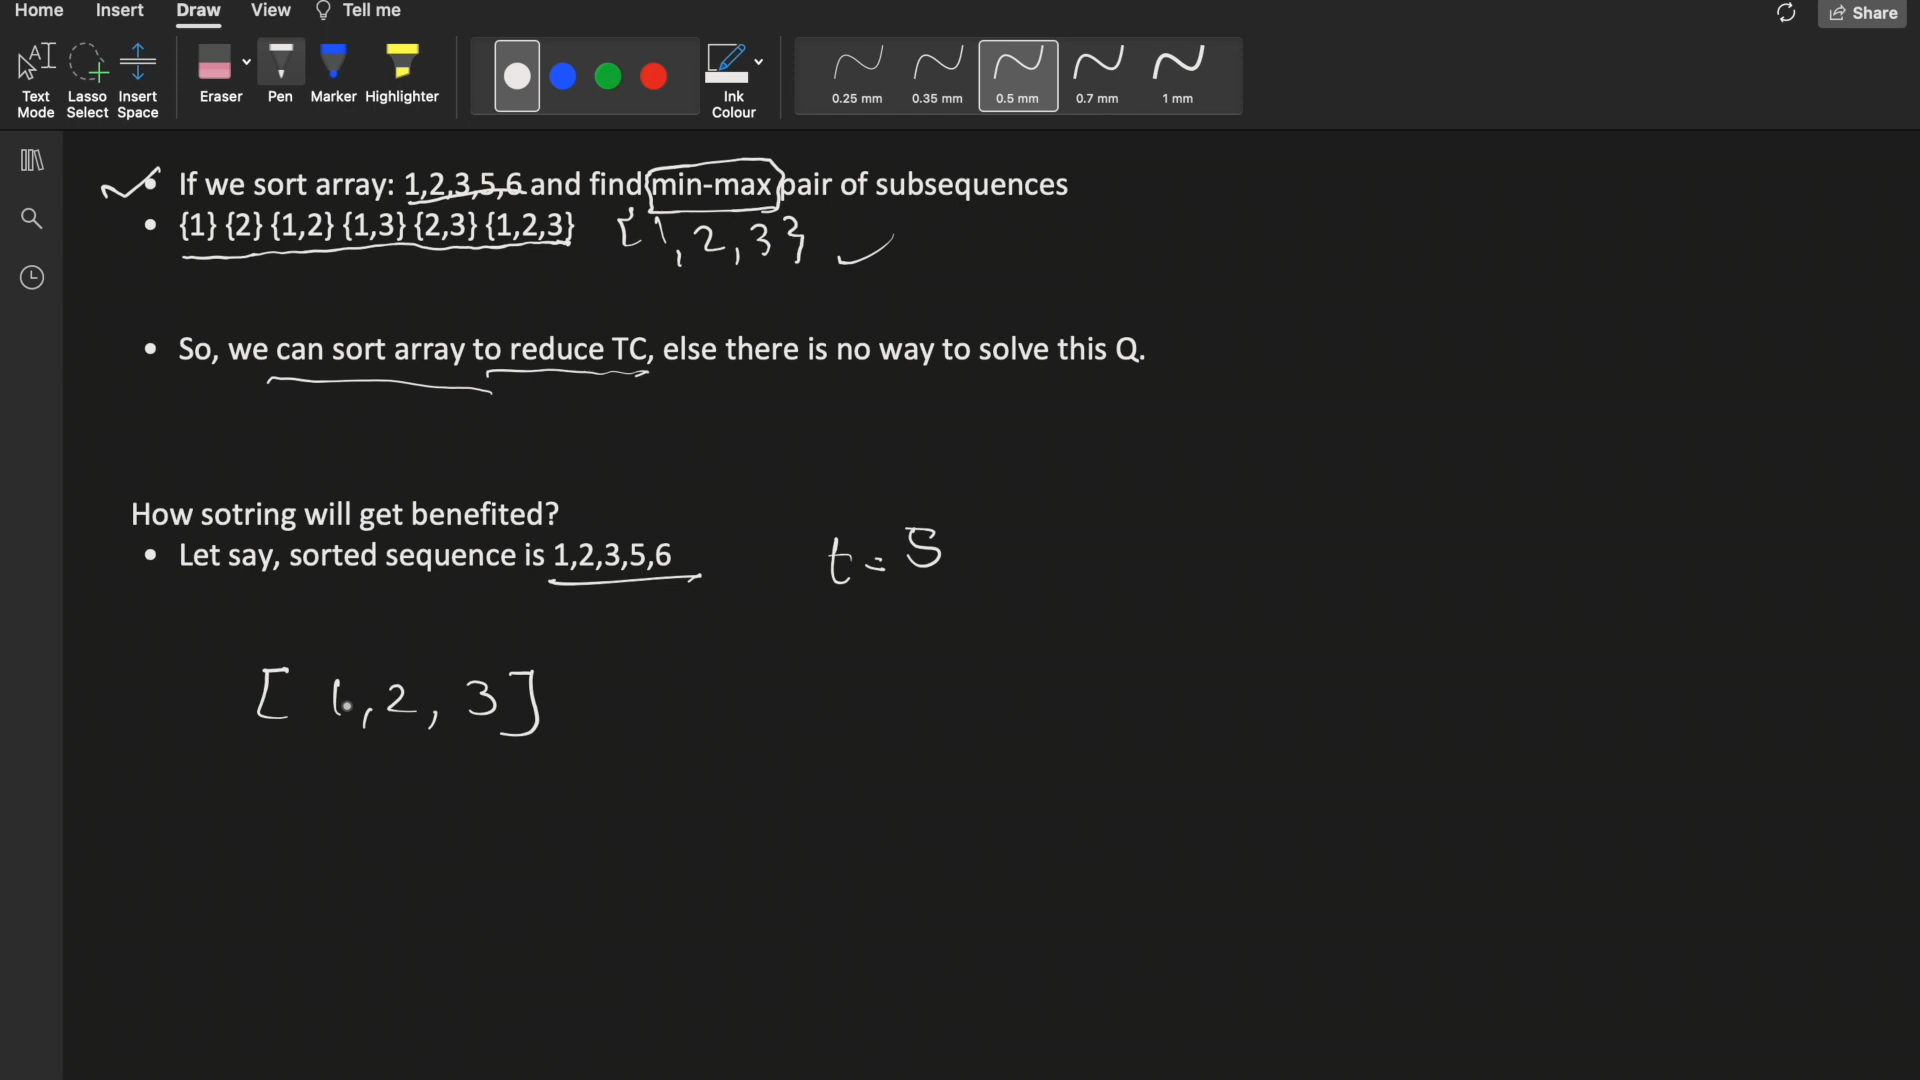 Home Insert Draw View Tell me
Share
Text Mode
Lasso Select
Insert Space
Eraser
Pen
Marker
Highlighter
Ink Colour
0.25 mm
0.35 mm
0.5 mm
0.7 mm
1 mm
• If we sort array: 1,2,3,5,6 and find min-max pair of subsequences
• {1} {2} {1,2} {1,3} {2,3} {1,2,3} {1,2,3}
• So, we can sort array to reduce TC, else there is no way to solve this Q.
How sotring will get benefited?
• Let say, sorted sequence is 1,2,3,5,6 t = 5
[ 1,2, 3]